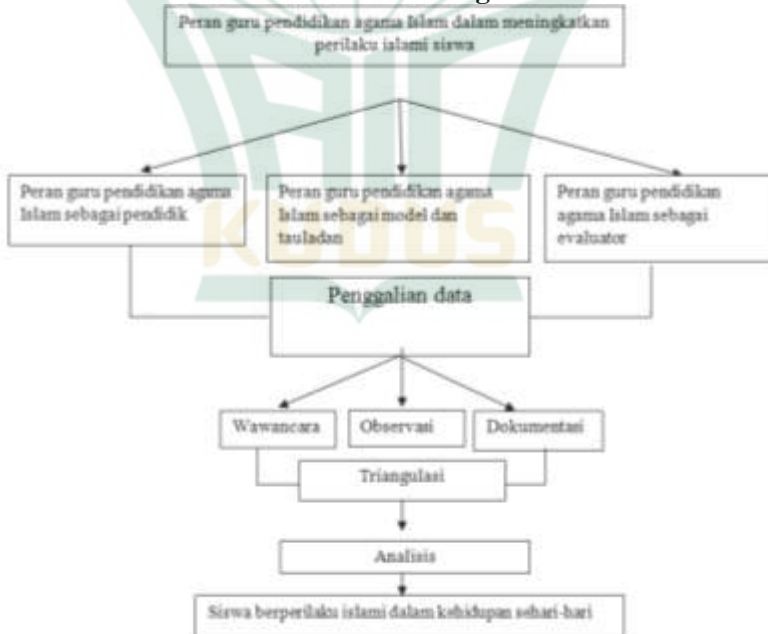 Peran guru pendidikan agama Islam dalam meningkatkan
perilaku islami siswa
Peran guru pendidikan agama
Islam sebagai pendidik
Peran guru pendidikan agama
Islam sebagai model dan
tauladan
Peran guru pendidikan
agama Islam sebagai
evaluator
KUDUS
Penggalian data
Wawancara
Observasi
Dokumentasi
Triangulasi
Analisis
Siswa berperilaku islami dalam kehidupan sehari-hari